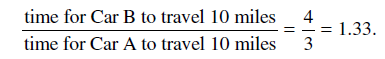 time for Car B to travel 10 miles / time for Car A to travel 10 miles = 4/3 = 1.33.